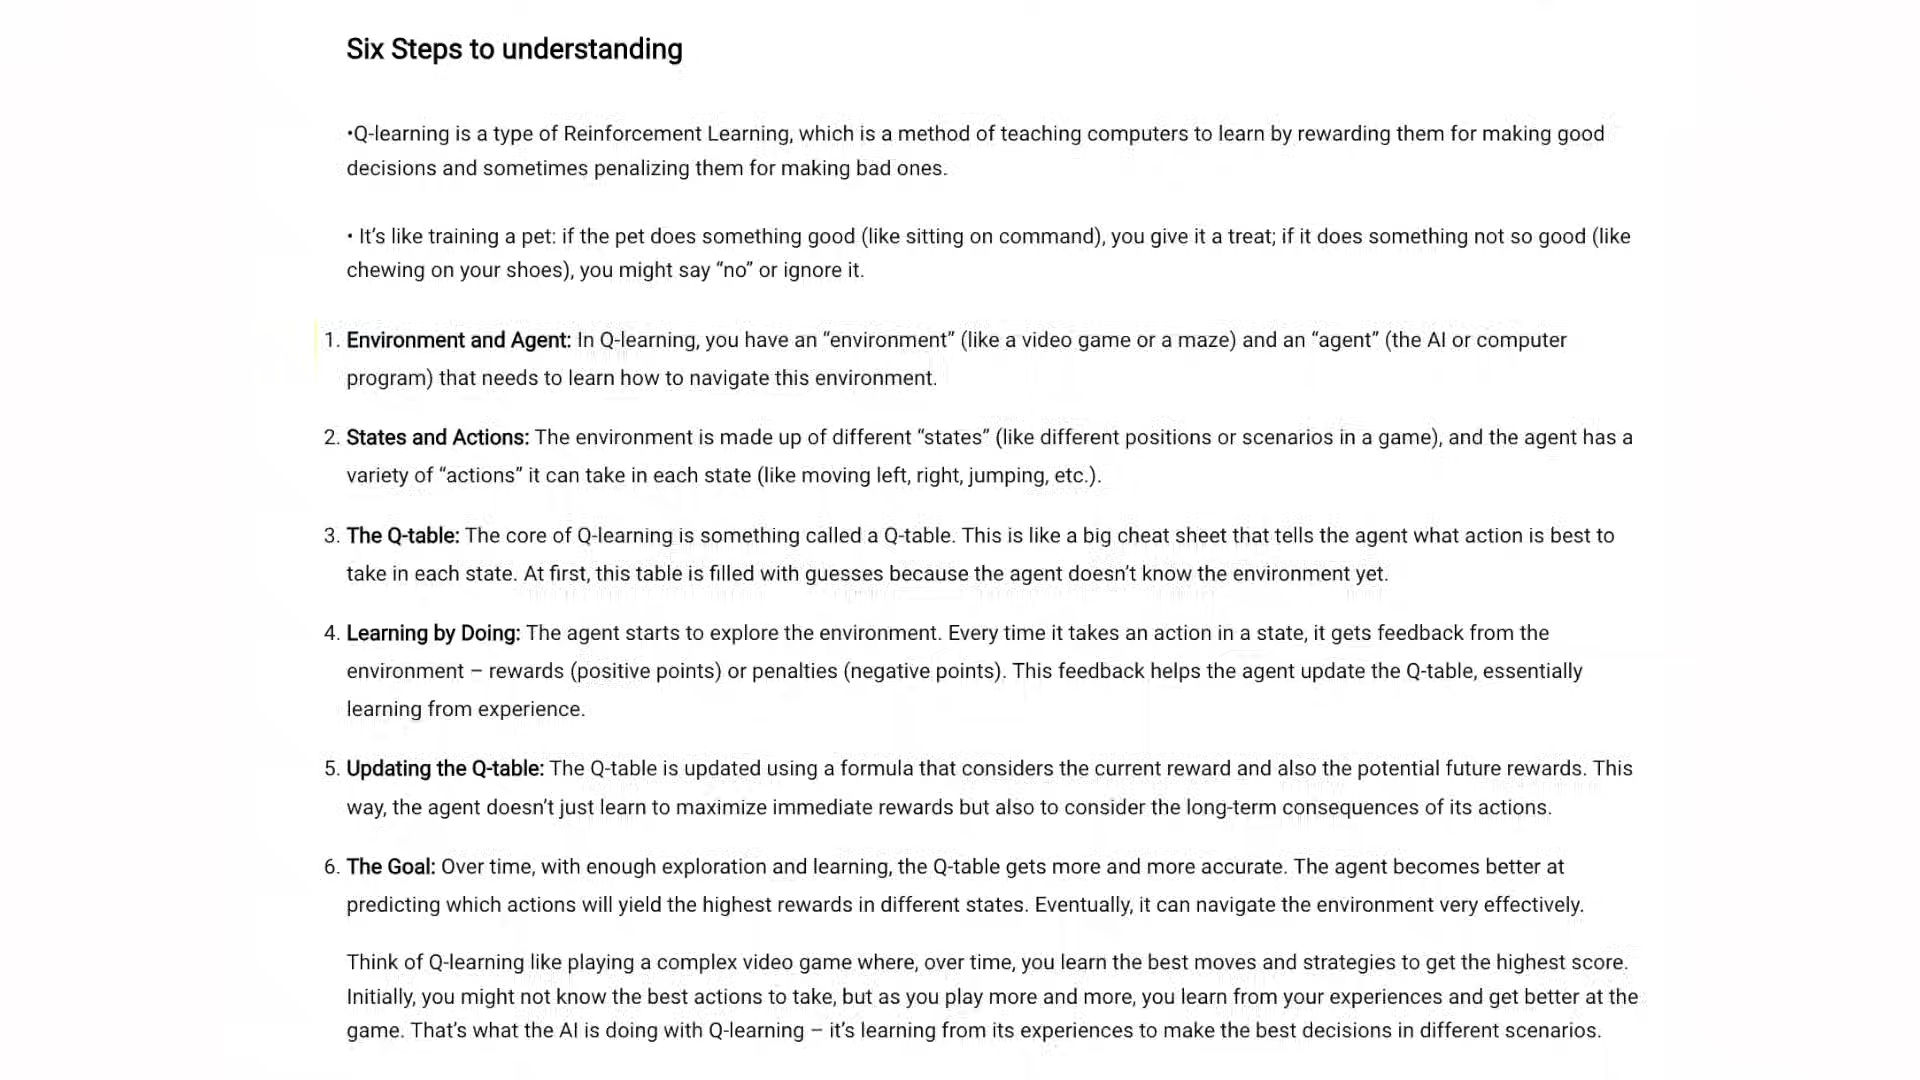 Six Steps to understanding
•Q-learning is a type of Reinforcement Learning, which is a method of teaching computers to learn by rewarding them for making good
decisions and sometimes penalizing them for making bad ones.
• It’s like training a pet: if the pet does something good (like sitting on command), you give it a treat; if it does something not so good (like
chewing on your shoes), you might say “no” or ignore it.
1. Environment and Agent: In Q-learning, you have an “environment” (like a video game or a maze) and an “agent” (the AI or computer
program) that needs to learn how to navigate this environment.
2. States and Actions: The environment is made up of different “states” (like different positions or scenarios in a game), and the agent has a
variety of “actions” it can take in each state (like moving left, right, jumping, etc.).
3. The Q-table: The core of Q-learning is something called a Q-table. This is like a big cheat sheet that tells the agent what action is best to
take in each state. At first, this table is filled with guesses because the agent doesn’t know the environment yet.
4. Learning by Doing: The agent starts to explore the environment. Every time it takes an action in a state, it gets feedback from the
environment – rewards (positive points) or penalties (negative points). This feedback helps the agent update the Q-table, essentially
learning from experience.
5. Updating the Q-table: The Q-table is updated using a formula that considers the current reward and also the potential future rewards. This
way, the agent doesn’t just learn to maximize immediate rewards but also to consider the long-term consequences of its actions.
6. The Goal: Over time, with enough exploration and learning, the Q-table gets more and more accurate. The agent becomes better at
predicting which actions will yield the highest rewards in different states. Eventually, it can navigate the environment very effectively.
Think of Q-learning like playing a complex video game where, over time, you learn the best moves and strategies to get the highest score.
Initially, you might not know the best actions to take, but as you play more and more, you learn from your experiences and get better at the
game. That’s what the AI is doing with Q-learning – it’s learning from its experiences to make the best decisions in different scenarios.